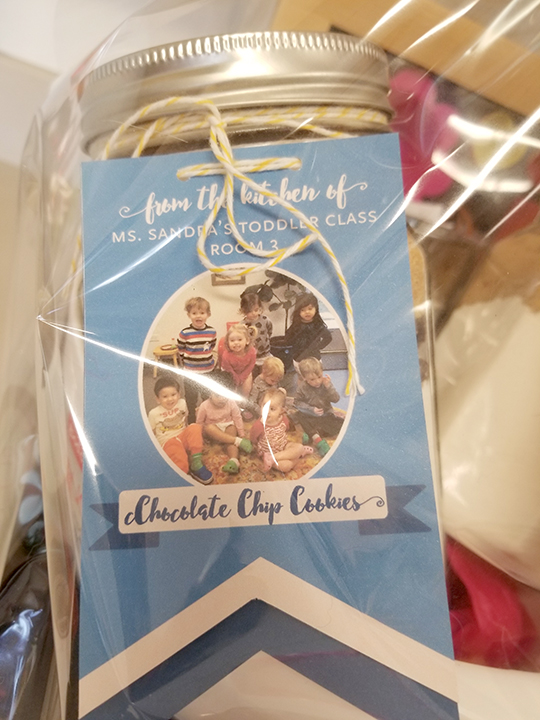 from the kitchen of
MS. SANDRA'S TODDLER CLASS
ROOM 3
Chocolate Chip Cookies